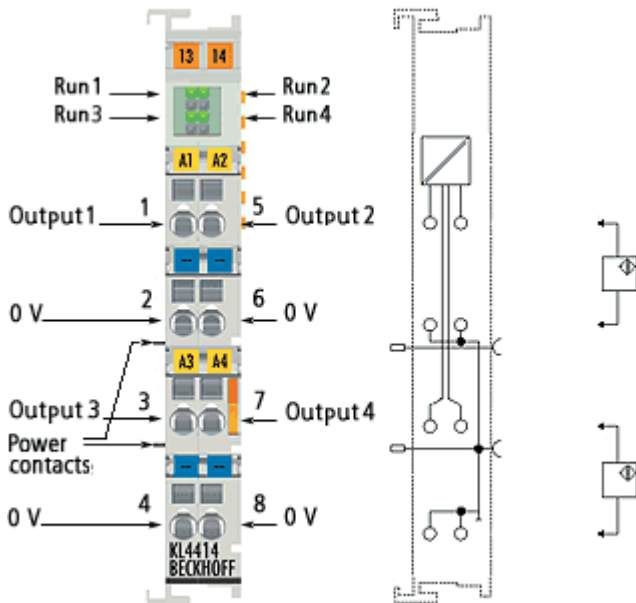 13 14
Run 1 Run 2
Run 3 Run 4
A1 A2
Output 1 1 5 Output 2
-- --
0 V 2 6 0 V
A3 A4
Output 3 3 7 Output 4
Power
contacts
-- --
0 V 4 8 0 V
KL4414
BECKHOFF